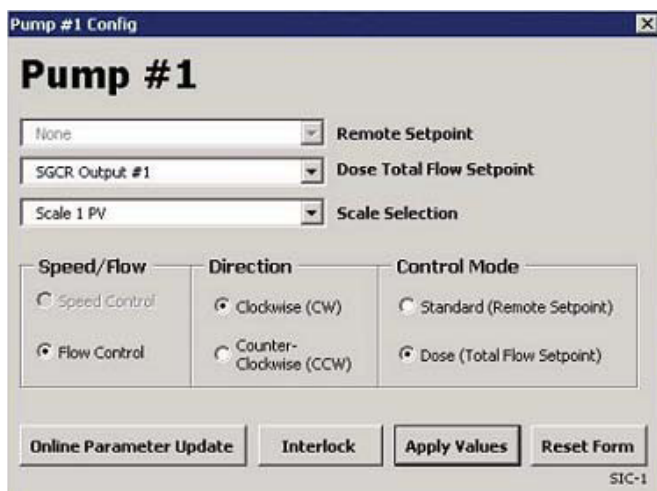 Pump #1 Config
Pump #1
None
Remote Setpoint
SGCR Output #1
Dose Total Flow Setpoint
Scale 1 PV
Scale Selection
Speed/Flow
Direction
Control Mode
Speed Control
Clockwise (CW)
Standard (Remote Setpoint)
Flow Control
Counter-
Clockwise (CCW)
Dose (Total Flow Setpoint)
Online Parameter Update
Interlock
Apply Values
Reset Form
SIC-1